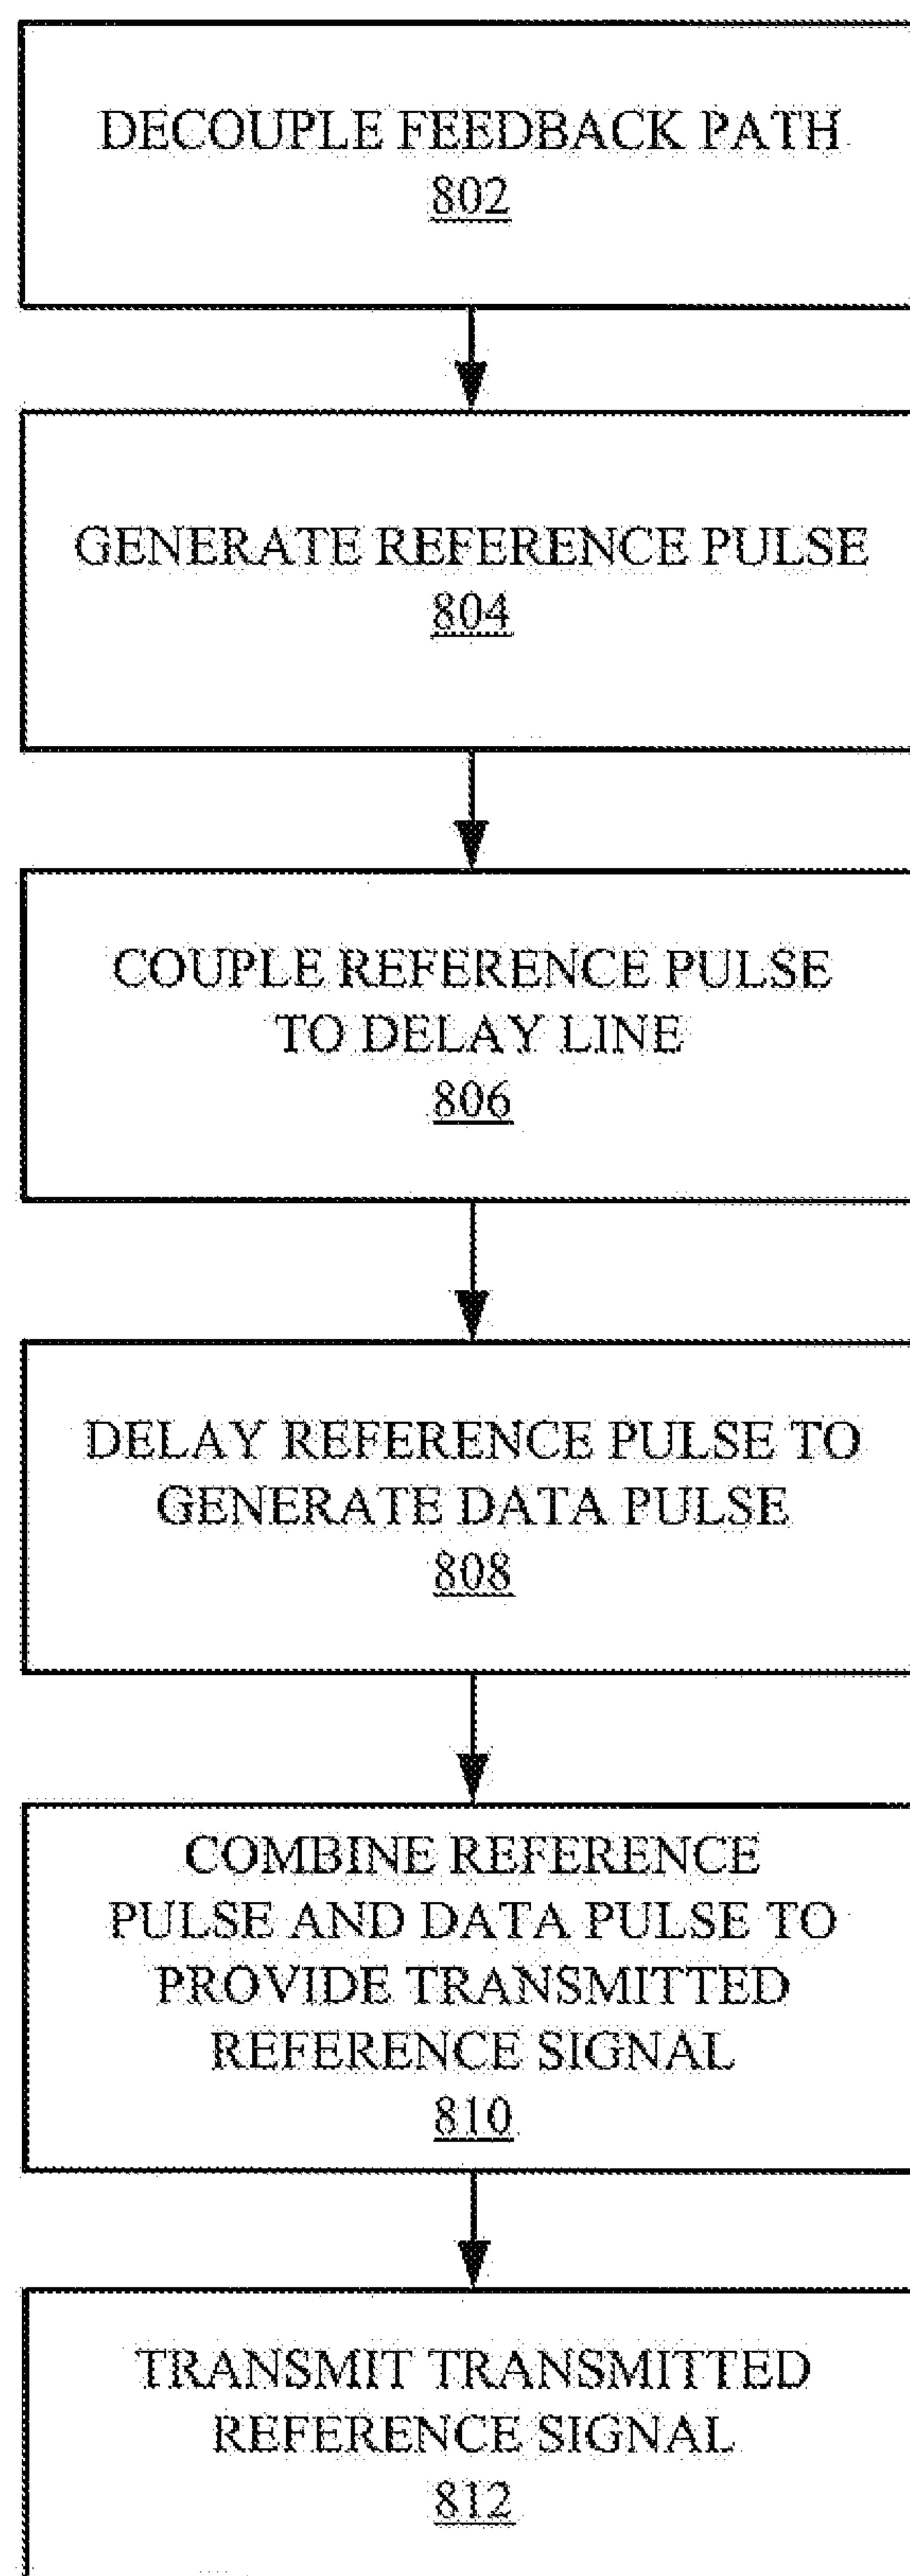 DECOUPLE FEEDBACK PATH
802
GENERATE REFERENCE PULSE
804
COUPLE REFERENCE PULSE
TO DELAY LINE
806
DELAY REFERENCE PULSE TO
GENERATE DATA PULSE
808
COMBINE REFERENCE
PULSE AND DATA PULSE TO
PROVIDE TRANSMITTED
REFERENCE SIGNAL
810
TRANSMIT TRANSMITTED
REFERENCE SIGNAL
812